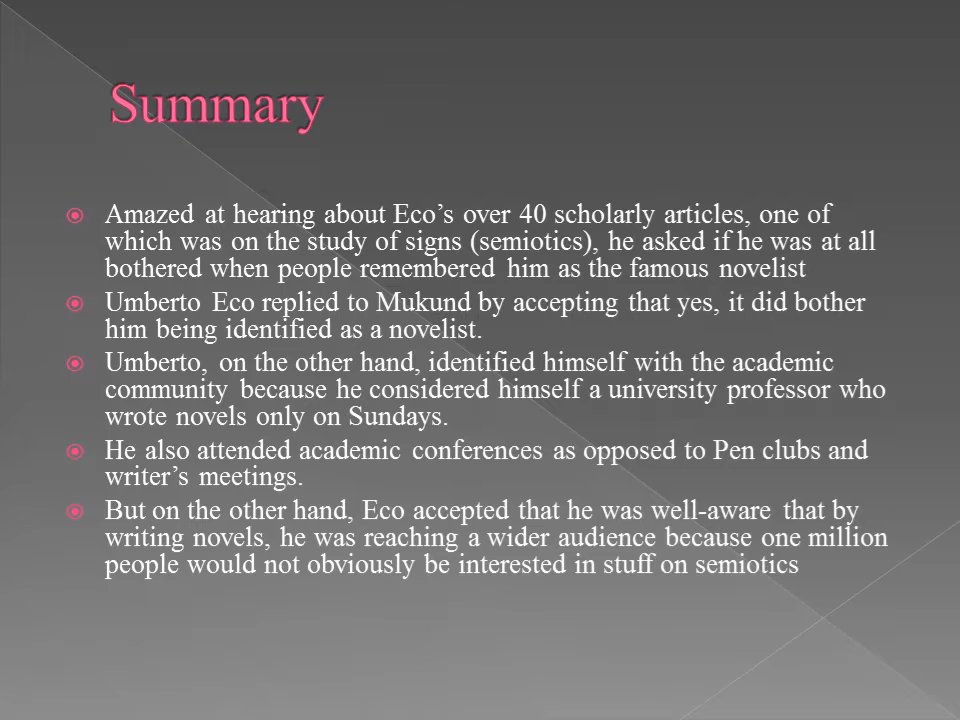 Summary
Amazed at hearing about Eco’s over 40 scholarly articles, one of
which was on the study of signs (semiotics), he asked if he was at all
bothered when people remembered him as the famous novelist
Umberto Eco replied to Mukund by accepting that yes, it did bother
him being identified as a novelist.
Umberto, on the other hand, identified himself with the academic
community because he considered himself a university professor who
wrote novels only on Sundays.
He also attended academic conferences as opposed to Pen clubs and
writer’s meetings.
But on the other hand, Eco accepted that he was well-aware that by
writing novels, he was reaching a wider audience because one million
people would not obviously be interested in stuff on semiotics